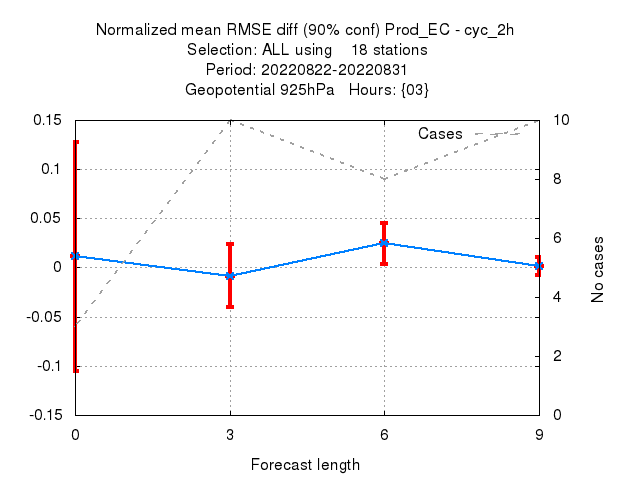 Normalized mean RMSE diff (90% conf) Prod_EC - cyc_2h
Selection: ALL using    18 stations
Period: 20220822-20220831
Geopotential 925hPa   Hours: {03}
Cases
0.15
0.1
0.05
0
-0.05
-0.1
-0.15
10
8
6
4
2
0
No cases
0 3 6 9
Forecast length